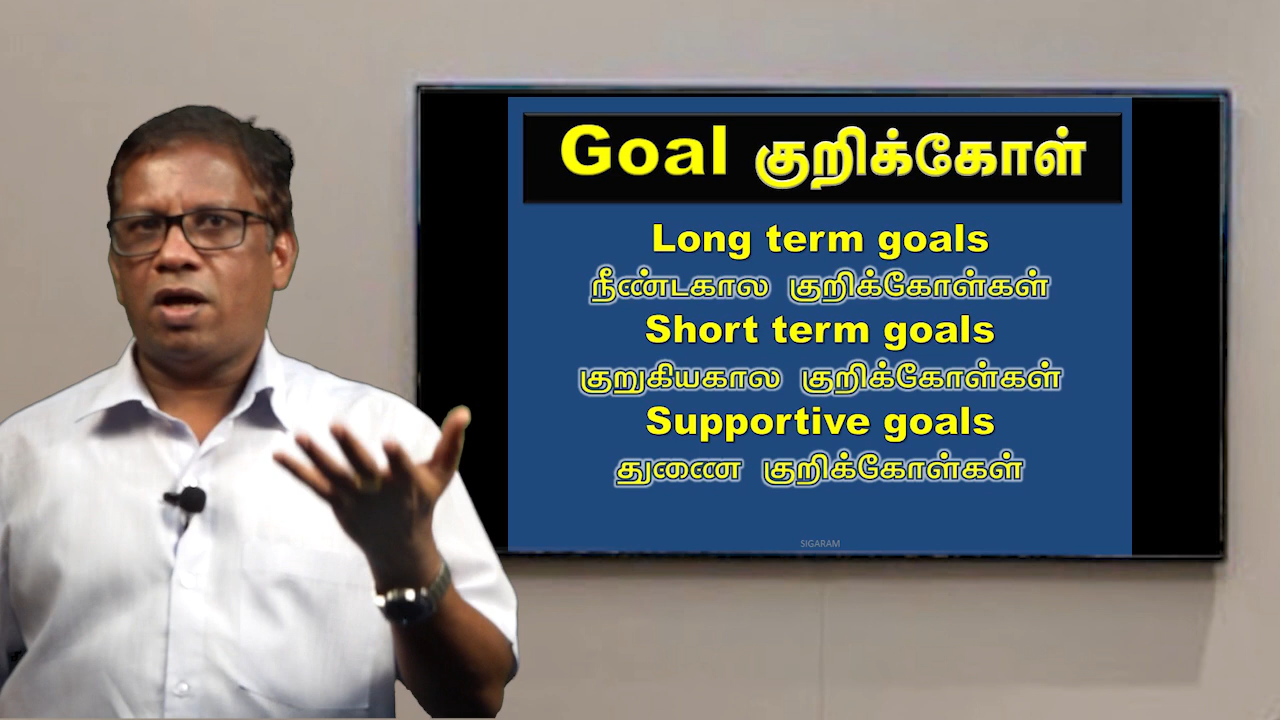 Goal குறிக்கோள்
Long term goals
நீண்டகால குறிக்கோள்கள்
Short term goals
குறுகியகால குறிக்கோள்கள்
Supportive goals
துணை குறிக்கோள்கள்
SIGARAM